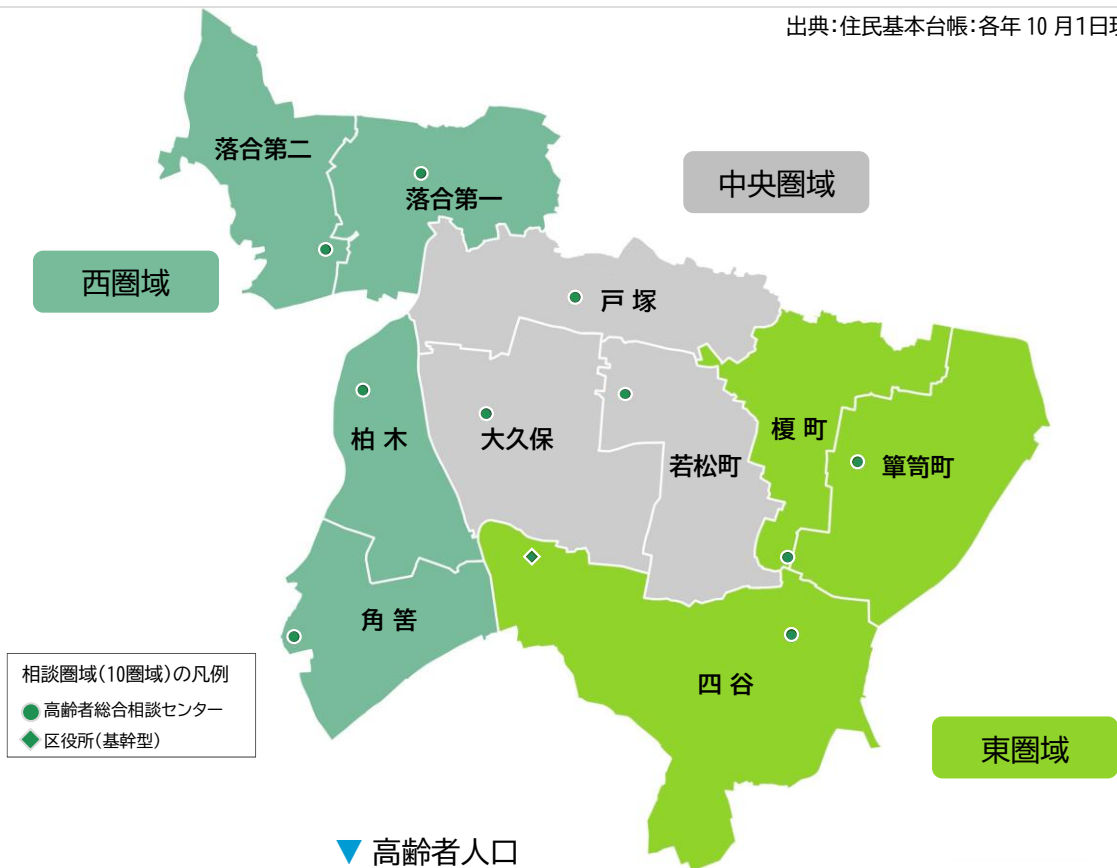 出典：住民基本台帳：各年 10 月1日
落合第二
落合第一
中央圏域
西圏域
戸 塚
柏 木
大久保
榎 町
若松町
簞笥町
角 筈
四 谷
相談圏域（10圏域）の凡例
高齢者総合相談センター
区役所（基幹型）
東圏域
▼ 高齢者人口